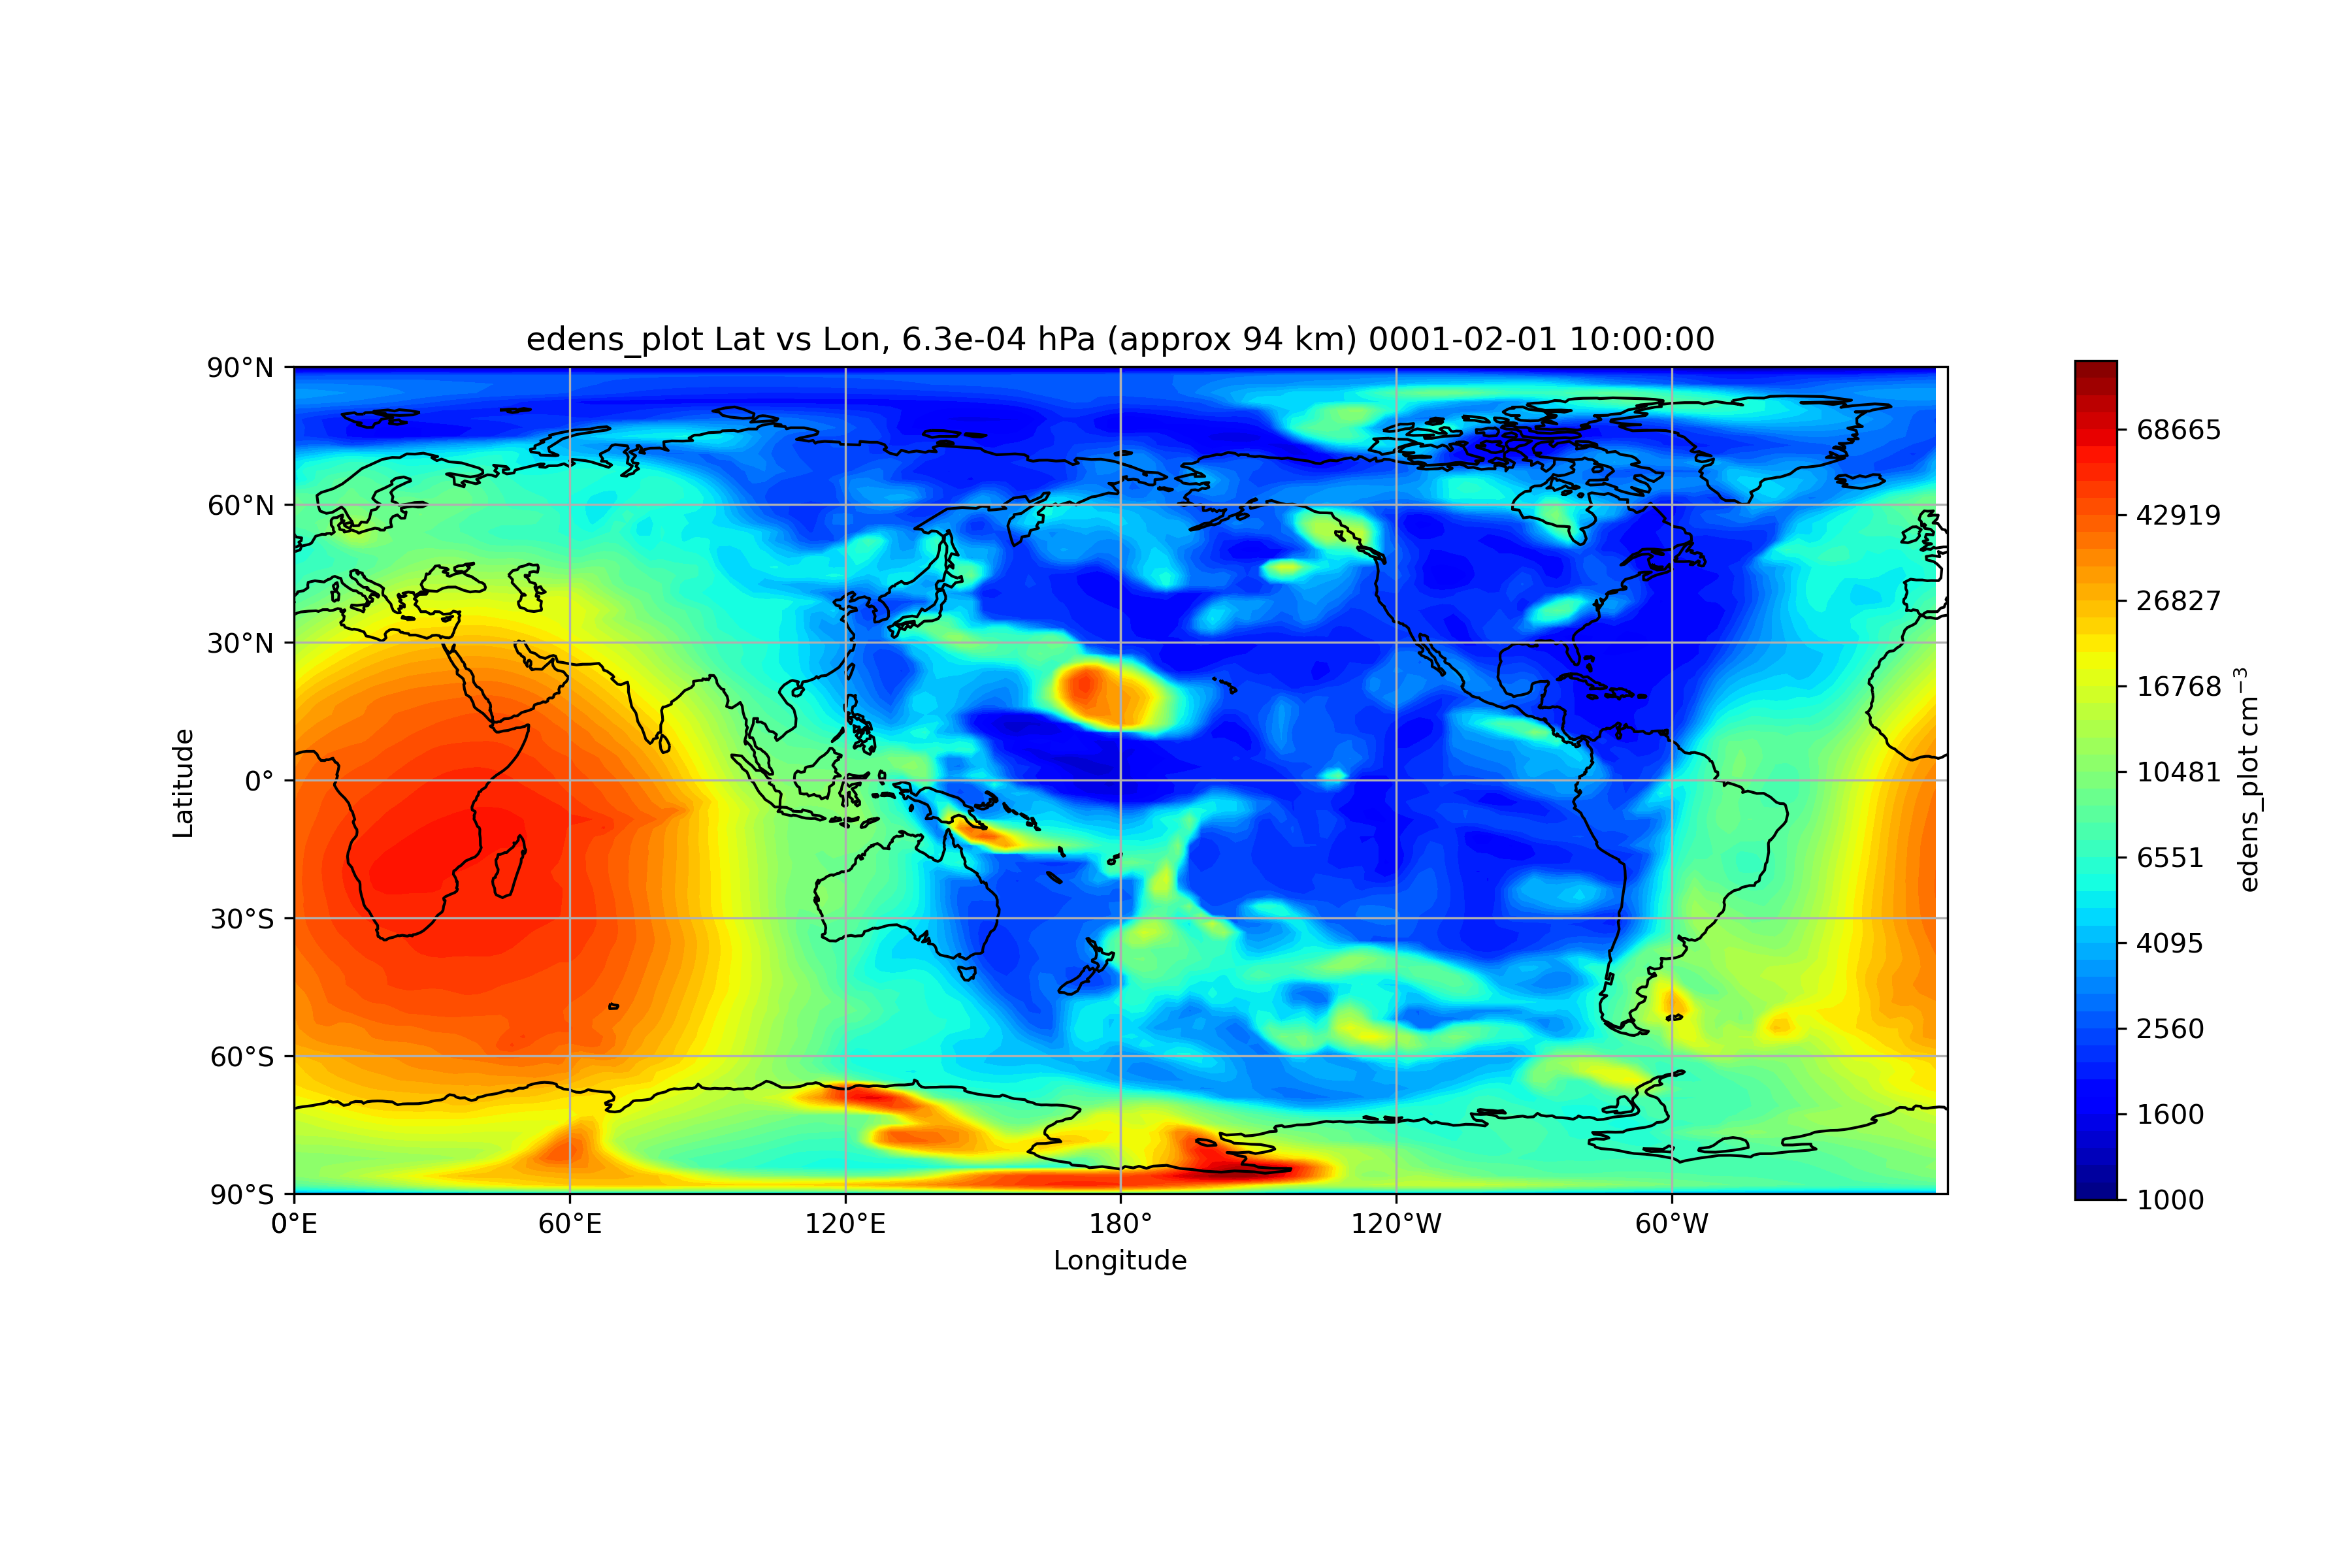 edens_plot Lat vs Lon, 6.3e-04 hPa (approx 94 km) 0001-02-01 10:00:00
90°N
60°N
30°N
0°
30°S
60°S
90°S
Latitude
0°E
60°E
120°E
180°
120°W
60°W
Longitude
68665
42919
26827
16768
10481
6551
4095
2560
1600
1000
edens_plot cm⁻³